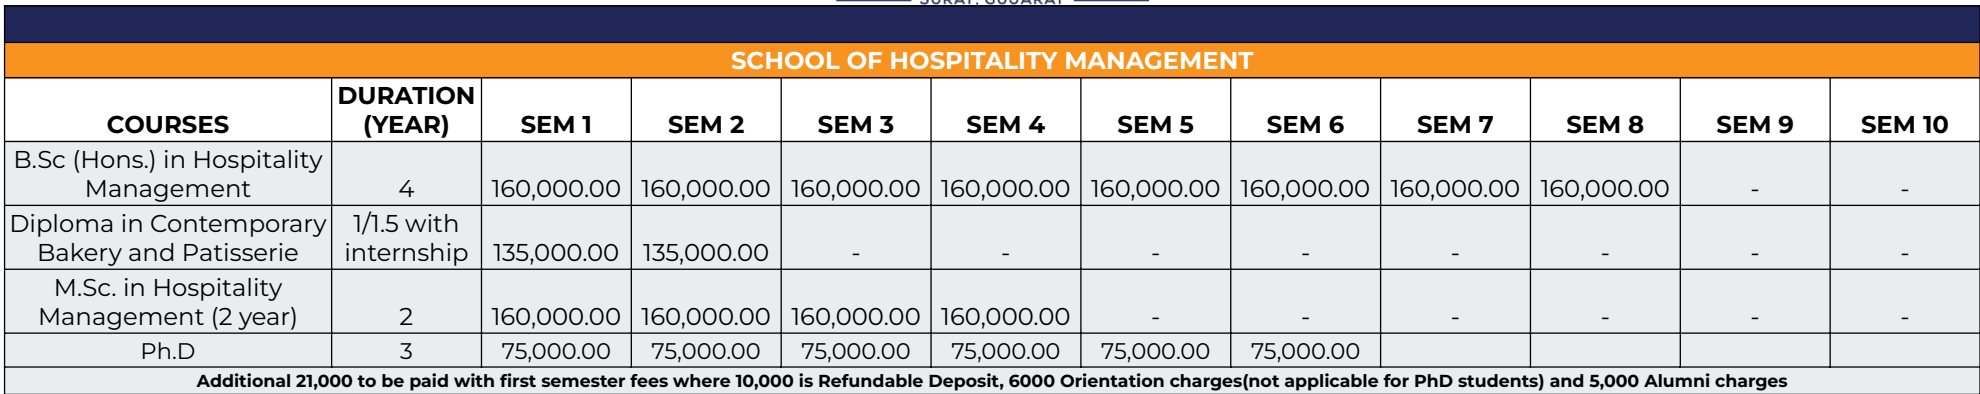 SURAT, GUJARAT
SCHOOL OF HOSPITALITY MANAGEMENT
COURSES DURATION (YEAR) SEM 1 SEM 2 SEM 3 SEM 4 SEM 5 SEM 6 SEM 7 SEM 8 SEM 9 SEM 10
B.Sc (Hons.) in Hospitality Management 4 160,000.00 160,000.00 160,000.00 160,000.00 160,000.00 160,000.00 160,000.00 160,000.00 - -
Diploma in Contemporary Bakery and Patisserie 1/1.5 with internship 135,000.00 135,000.00 - - - - - - - -
M.Sc. in Hospitality Management (2 year) 2 160,000.00 160,000.00 160,000.00 160,000.00 - - - - - -
Ph.D 3 75,000.00 75,000.00 75,000.00 75,000.00 75,000.00 75,000.00
Additional 21,000 to be paid with first semester fees where 10,000 is Refundable Deposit, 6000 Orientation charges(not applicable for PhD students) and 5,000 Alumni charges